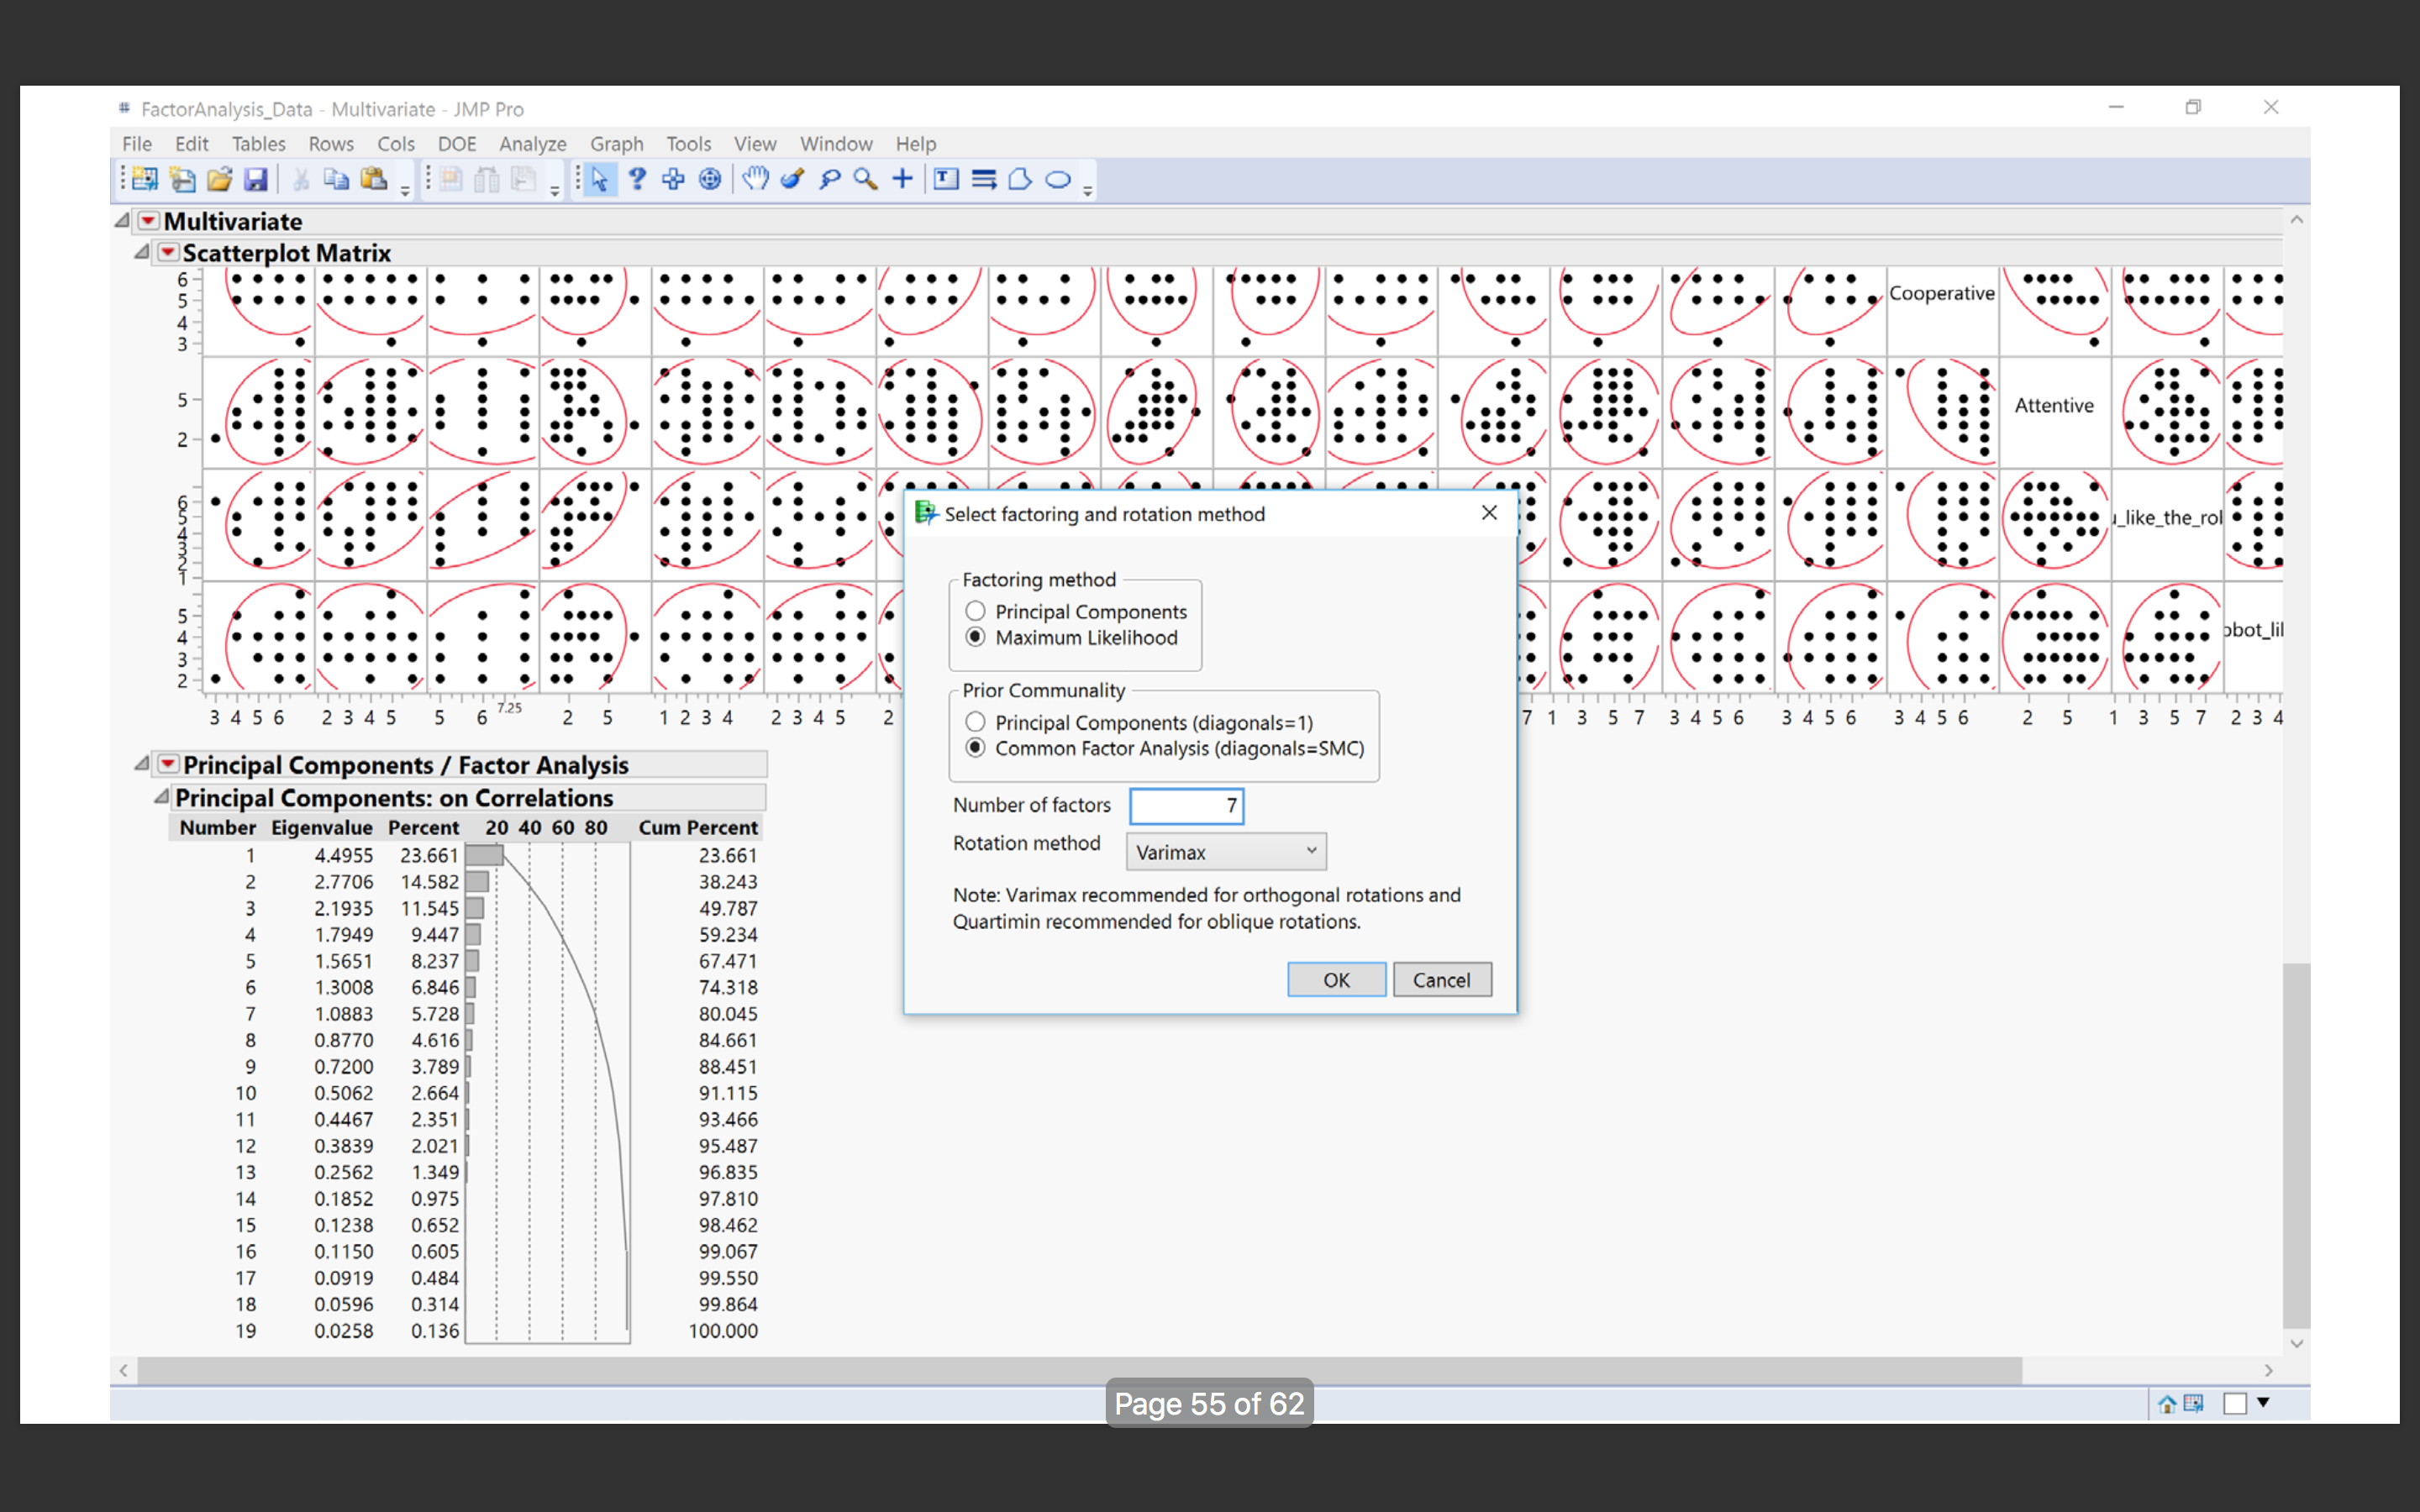 FactorAnalysis_Data - Multivariate - JMP Pro
File Edit Tables Rows Cols DOE Analyze Graph Tools View Window Help
Multivariate
Scatterplot Matrix
6
5
4
3
Cooperative
5
2
Attentive
6
5
4
3
2
1
u_like_the_rol
5
4
3
2
obot_lil
3 4 5 6 2 3 4 5 5 6 7.25 2 5 1 2 3 4 2 3 4 5 2 7 1 3 5 7 3 4 5 6 3 4 5 6 3 4 5 6 2 5 1 3 5 7 2 3 4
Select factoring and rotation method
Factoring method
Principal Components
Maximum Likelihood
Prior Communality
Principal Components (diagonals=1)
Common Factor Analysis (diagonals=SMC)
Number of factors 7
Rotation method Varimax
Note: Varimax recommended for orthogonal rotations and
Quartimin recommended for oblique rotations.
OK Cancel
Principal Components / Factor Analysis
Principal Components: on Correlations
Number Eigenvalue Percent 20 40 60 80 Cum Percent
1 4.4955 23.661 23.661
2 2.7706 14.582 38.243
3 2.1935 11.545 49.787
4 1.7949 9.447 59.234
5 1.5651 8.237 67.471
6 1.3008 6.846 74.318
7 1.0883 5.728 80.045
8 0.8770 4.616 84.661
9 0.7200 3.789 88.451
10 0.5062 2.664 91.115
11 0.4467 2.351 93.466
12 0.3839 2.021 95.487
13 0.2562 1.349 96.835
14 0.1852 0.975 97.810
15 0.1238 0.652 98.462
16 0.1150 0.605 99.067
17 0.0919 0.484 99.550
18 0.0596 0.314 99.864
19 0.0258 0.136 100.000
Page 55 of 62